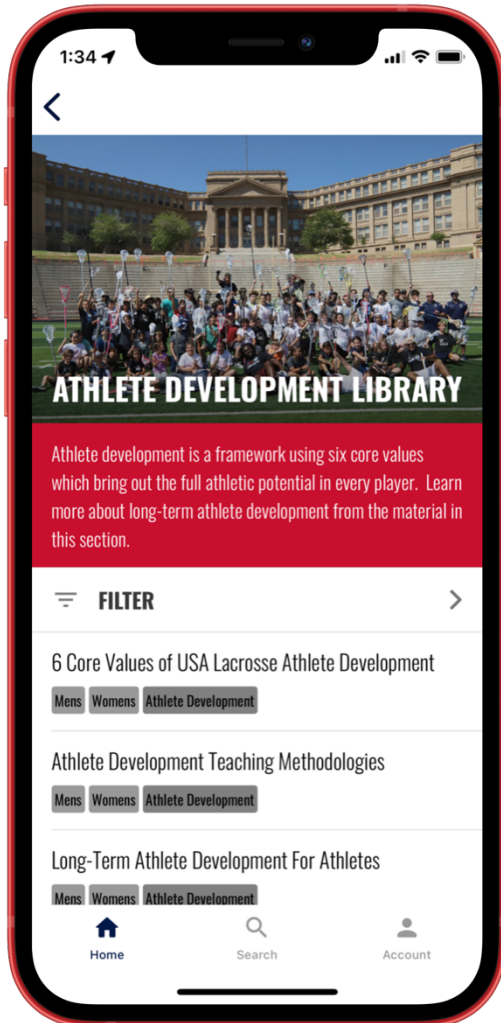 1:34
ATHLETE DEVELOPMENT LIBRARY
Athlete development is a framework using six core values
which bring out the full athletic potential in every player.  Learn
more about long-term athlete development from the material in
this section.
FILTER
6 Core Values of USA Lacrosse Athlete Development
Mens Womens Athlete Development
Athlete Development Teaching Methodologies
Mens Womens Athlete Development
Long-Term Athlete Development For Athletes
Mens Womens Athlete Development
Home Search Account